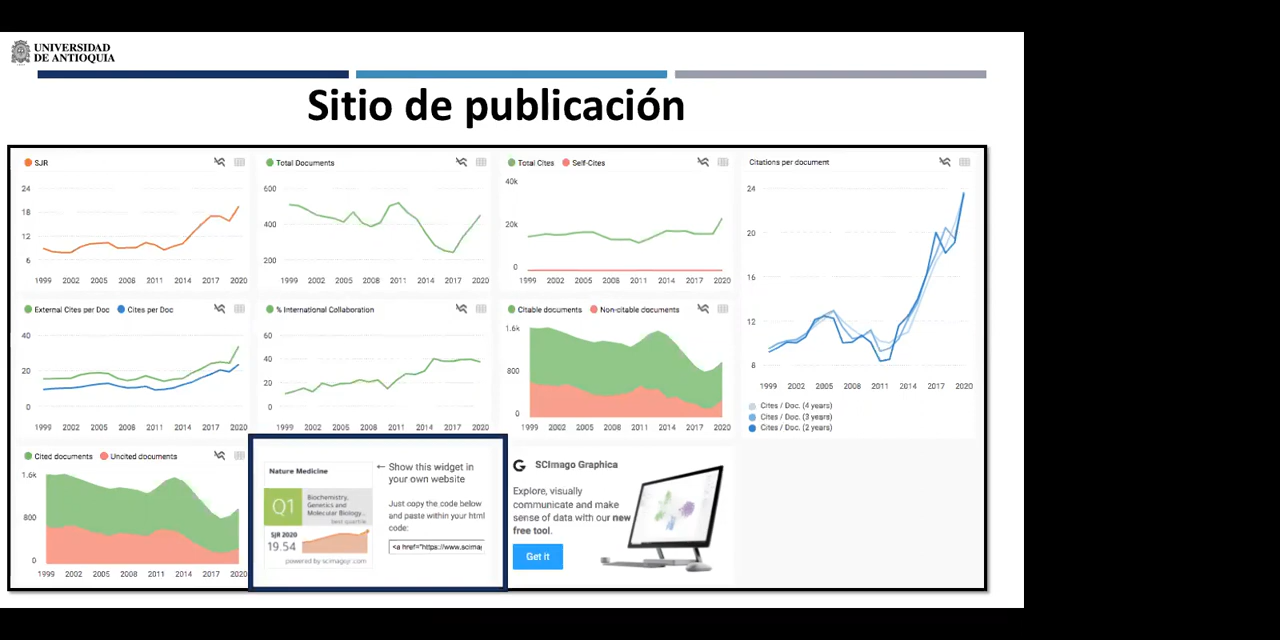 UNIVERSIDAD
DE ANTIOQUIA
Sitio de publicación
SJR
24
18
12
6
1999 2002 2005 2008 2011 2014 2017 2020
Total Documents
600
400
200
1999 2002 2005 2008 2011 2014 2017 2020
Total Cites Self-Cites
40k
20k
0
1999 2002 2005 2008 2011 2014 2017 2020
Citations per document
24
20
16
12
8
1999 2002 2005 2008 2011 2014 2017 2020
Cites / Doc. (4 years)
Cites / Doc. (3 years)
Cites / Doc. (2 years)
External Cites per Doc Cites per Doc
40
20
0
1999 2002 2005 2008 2011 2014 2017 2020
% International Collaboration
60
40
20
0
1999 2002 2005 2008 2011 2014 2017 2020
Citable documents Non-citable documents
1.6k
800
0
1999 2002 2005 2008 2011 2014 2017 2020
Cited documents Uncited documents
1.6k
800
0
1999 2002 2005 2008 2011 2014 2017 2020
Nature Medicine
Q1
Biochemistry,
Genetics and
Molecular Biology...
best quartile
SJR 2020
19.54
powered by scimagojr.com
← Show this widget in
your own website
Just copy the code below
and paste within your html
code:
<a href="https://www.scimag
SCImago Graphica
Explore, visually
communicate and make
sense of data with our new
free tool.
Get it